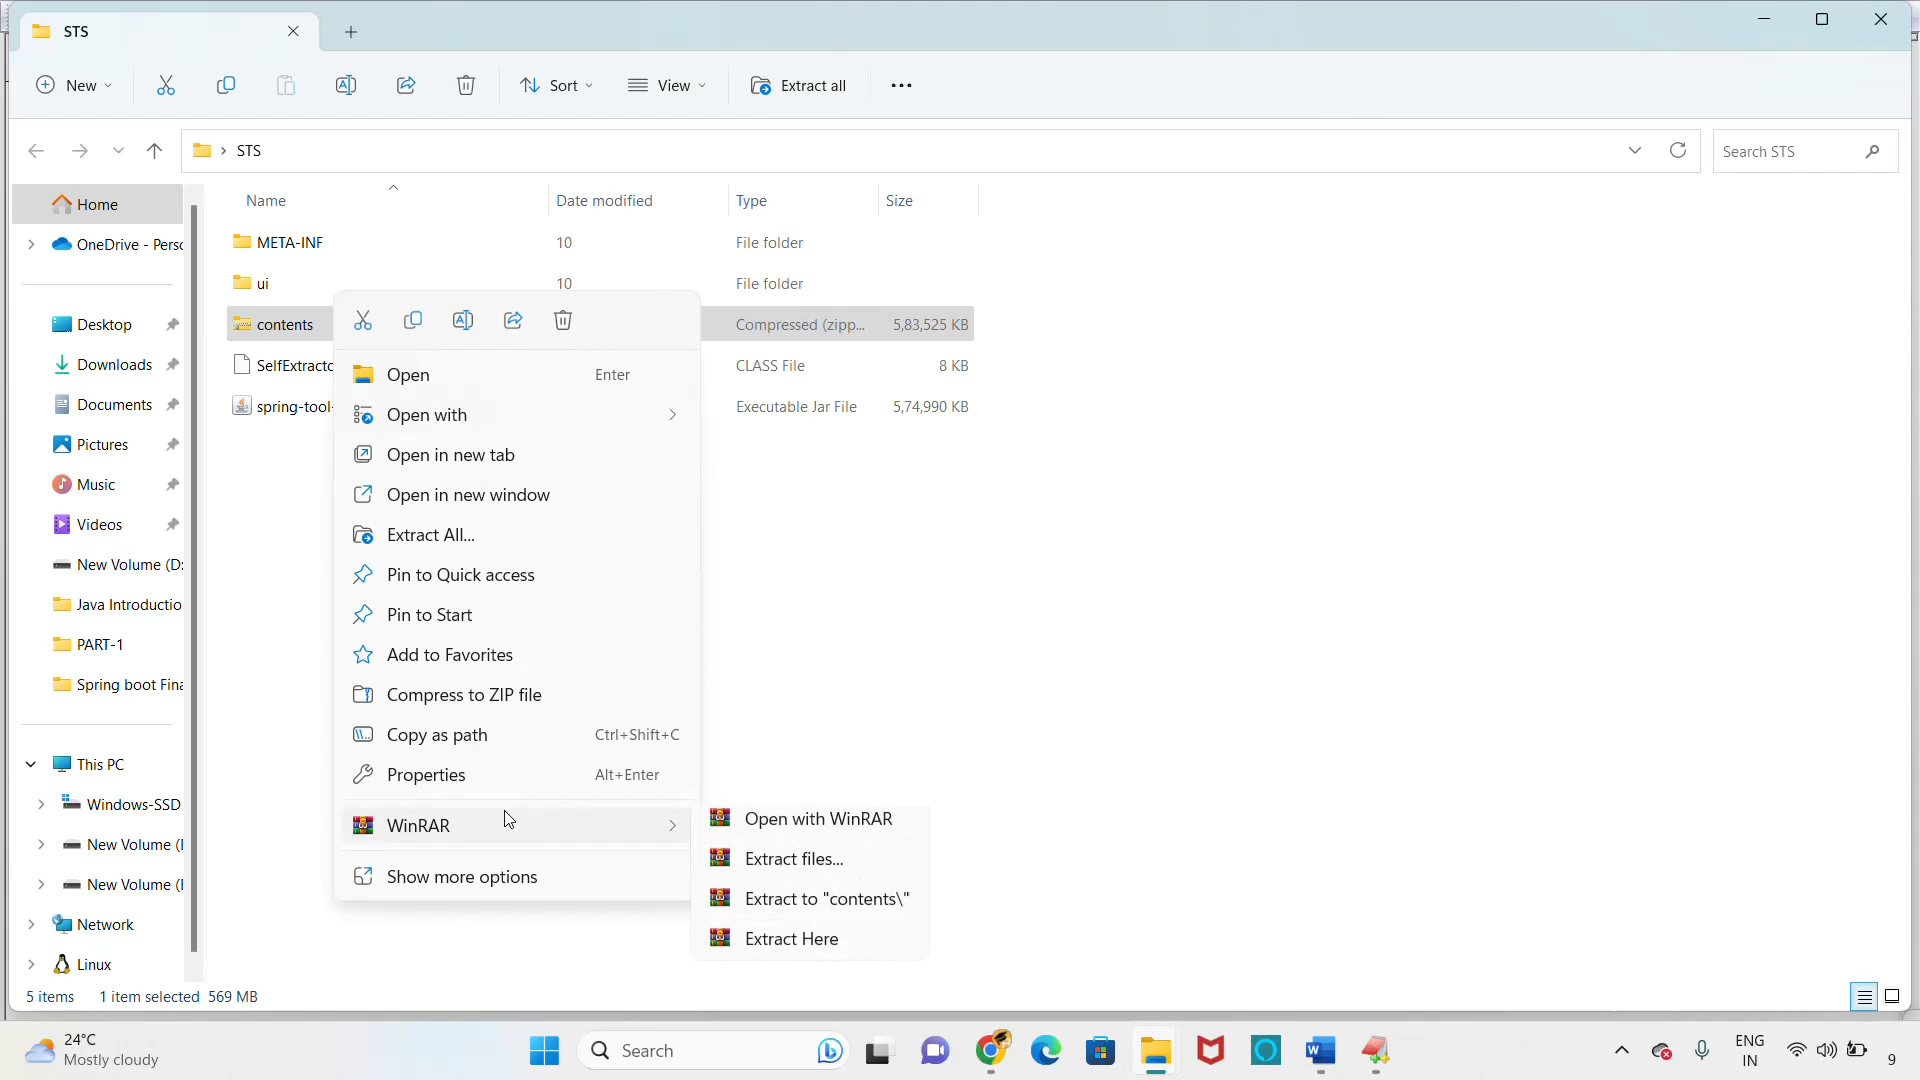 STS
New
Sort
View
Extract all
STS
Search STS
Name
Date modified
Type
Size
Home
OneDrive - Perso
Desktop
Downloads
Documents
Pictures
Music
Videos
New Volume (D:
Java Introductio
PART-1
Spring boot Fina
This PC
Windows-SSD
New Volume (
New Volume (
Network
Linux
META-INF 10 File folder
ui 10 File folder
contents Compressed (zipp... 5,83,525 KB
SelfExtracto CLASS File 8 KB
spring-tool- Executable Jar File 5,74,990 KB
Open Enter
Open with
Open in new tab
Open in new window
Extract All...
Pin to Quick access
Pin to Start
Add to Favorites
Compress to ZIP file
Copy as path Ctrl+Shift+C
Properties Alt+Enter
WinRAR
Show more options
Open with WinRAR
Extract files...
Extract to "contents\"
Extract Here
5 items 1 item selected 569 MB
24°C
Mostly cloudy
Search
ENG
IN
9